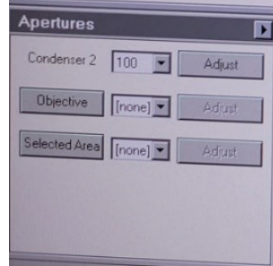 Apertures
Condenser 2 100 Adjust
Objective [none] Adjust
Selected Area [none] Adjust